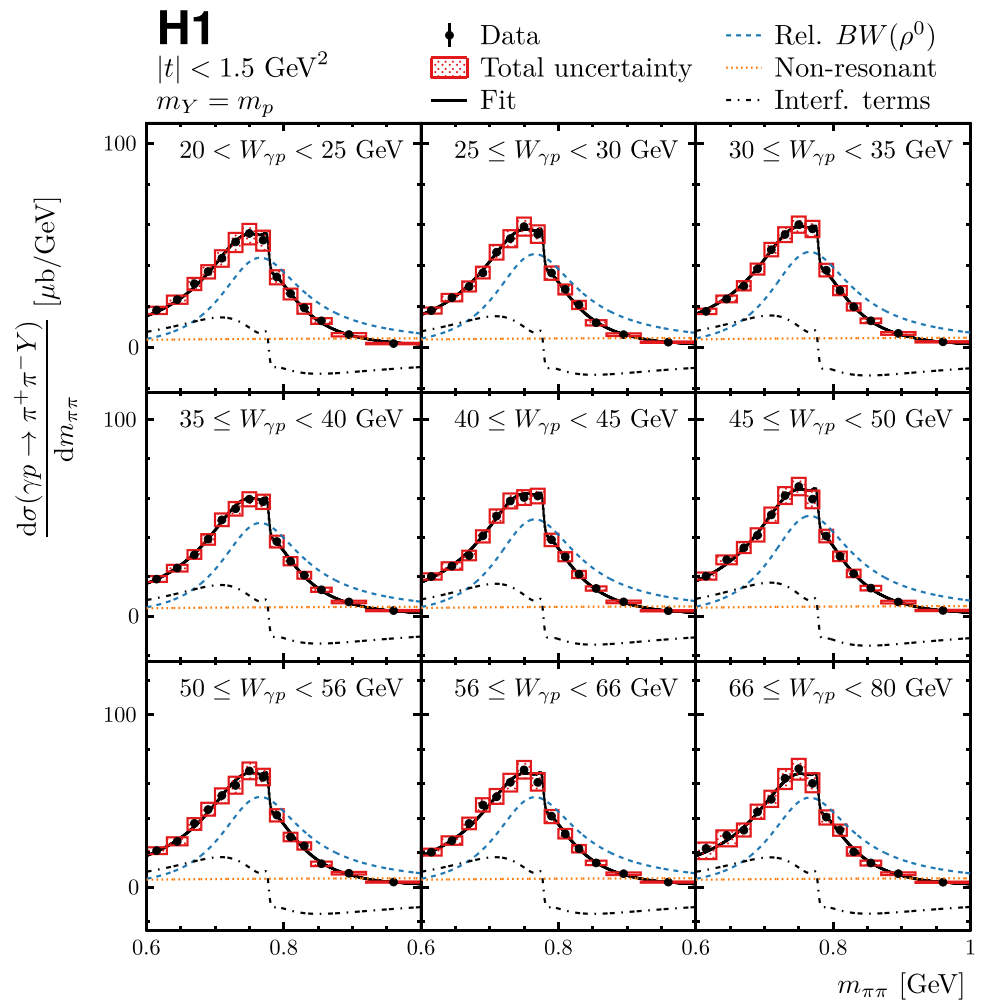 H1
|t| < 1.5 GeV²
m_Y = m_p
Data
Total uncertainty
Fit
Rel. BW(ρ⁰)
Non-resonant
Interf. terms
dσ(γp → π⁺π⁻Y)
dm_ππ
[μb/GeV]
20 < W_γp < 25 GeV
25 ≤ W_γp < 30 GeV
30 ≤ W_γp < 35 GeV
100
0
35 ≤ W_γp < 40 GeV
40 ≤ W_γp < 45 GeV
45 ≤ W_γp < 50 GeV
100
0
50 ≤ W_γp < 56 GeV
56 ≤ W_γp < 66 GeV
66 ≤ W_γp < 80 GeV
100
0
0.6 0.8 0.6 0.8 0.6 0.8 1
m_ππ [GeV]